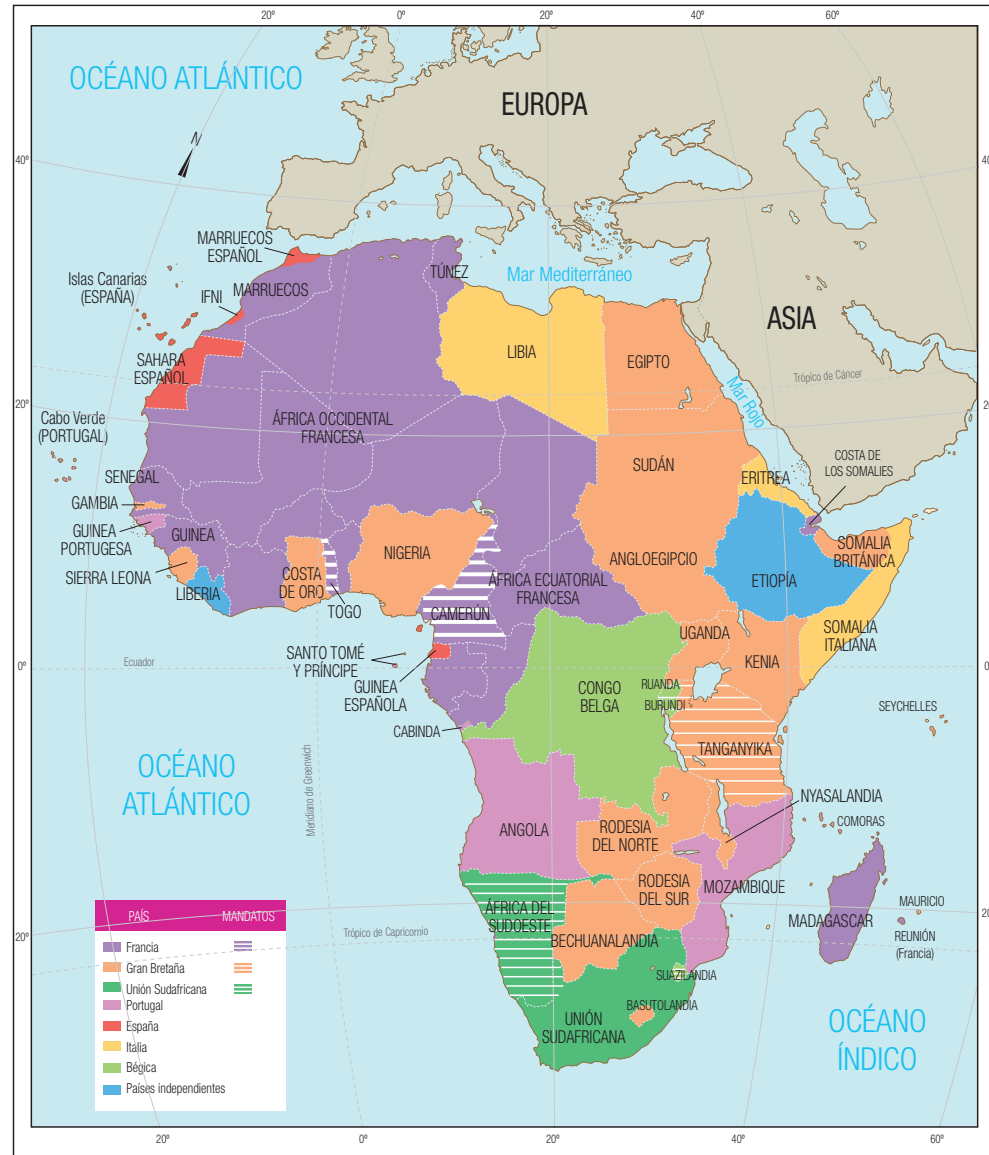 20º 0º 20º 40º 60º
OCÉANO ATLÁNTICO
EUROPA
N
40º
40
MARRUECOS
ESPAÑOL
TÚNEZ
Mar Mediterráneo
Islas Canarias
(ESPAÑA)
IFNI
MARRUECOS
ASIA
LIBIA
EGIPTO
SAHARA
ESPAÑOL
Trópico de Cáncer
Mar Rojo
20º
20
Cabo Verde
(PORTUGAL)
ÁFRICA OCCIDENTAL
FRANCESA
SUDÁN
COSTA DE
LOS SOMALIES
SENEGAL
ERITREA
GAMBIA
GUINEA
PORTUGESA
GUINEA
NIGERIA
SOMALIA
BRITÁNICA
SIERRA LEONA
COSTA
DE ORO
ANGLOEGIPCIO
ETIOPÍA
LIBERIA
ÁFRICA ECUATORIAL
FRANCESA
TOGO
CAMERÚN
SOMALIA
ITALIANA
UGANDA
SANTO TOMÉ
Y PRÍNCIPE
KENIA
0º
Ecuador
0º
GUINEA
ESPAÑOLA
CONGO
BELGA
RUANDA
BURUNDI
SEYCHELLES
CABINDA
TANGANYIKA
OCÉANO
ATLÁNTICO
Meridiano de Greenwich
NYASALANDIA
ANGOLA
RODESIA
DEL NORTE
COMORAS
RODESIA
DEL SUR
MOZAMBIQUE
MAURICIO
ÁFRICA DEL
SUDOESTE
MADAGASCAR
20º
20
Trópico de Capricornio
BECHUANALANDIA
REUNIÓN
(Francia)
SUAZILANDIA
BASUTOLANDIA
UNIÓN
SUDAFRICANA
OCÉANO
ÍNDICO
PAÍS MANDATOS
Francia
Gran Bretaña
Unión Sudafricana
Portugal
España
Italia
Bégica
Países independientes
20º 0º 20º 40º 60º